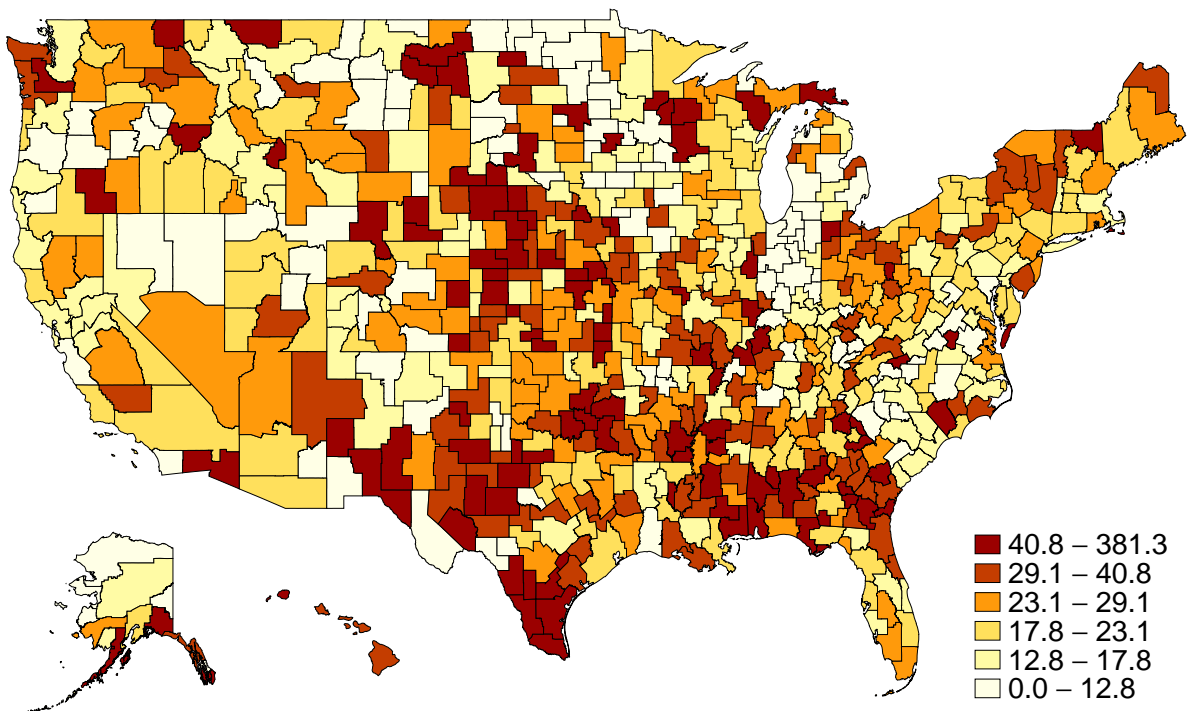 40.8 – 381.3
29.1 – 40.8
23.1 – 29.1
17.8 – 23.1
12.8 – 17.8
0.0 – 12.8